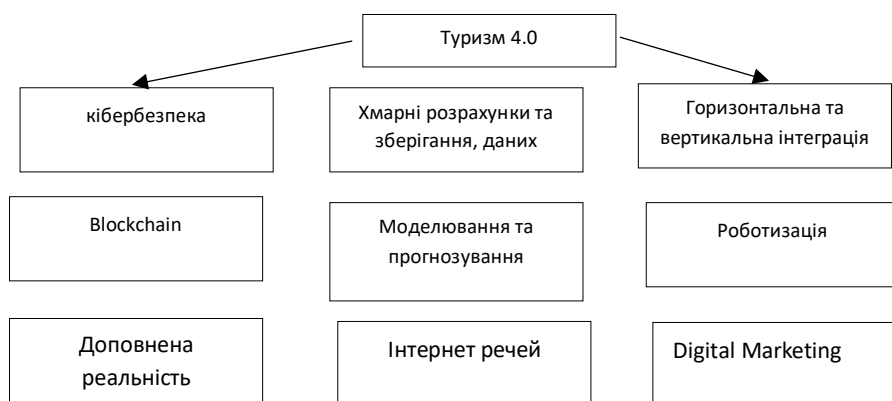 Туризм 4.0
кібербезпека
Хмарні розрахунки та
зберігання, даних
Горизонтальна та
вертикальна інтеграція
Blockchain
Моделювання та
прогнозування
Роботизація
Доповнена
реальність
Інтернет речей
Digital Marketing